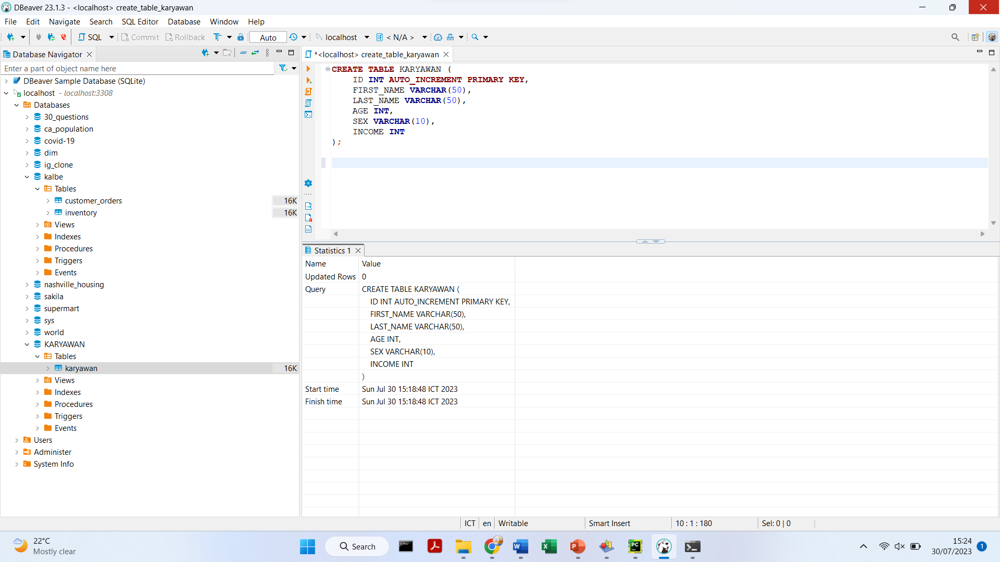 DBeaver 23.1.3 - <localhost> create_table_karyawan
File Edit Navigate Search SQL Editor Database Window Help
SQL Commit Rollback Auto localhost < N/A >
Database Navigator
Enter a part of object name here
DBeaver Sample Database (SQLite)
localhost - localhost:3308
Databases
30_questions
ca_population
covid-19
dim
ig_clone
kalbe
Tables
customer_orders 16K
inventory 16K
Views
Indexes
Procedures
Triggers
Events
nashville_housing
sakila
supermart
sys
world
KARYAWAN
Tables
karyawan 16K
Views
Indexes
Procedures
Triggers
Events
Users
Administer
System Info
*<localhost> create_table_karyawan
CREATE TABLE KARYAWAN (
ID INT AUTO_INCREMENT PRIMARY KEY,
FIRST_NAME VARCHAR(50),
LAST_NAME VARCHAR(50),
AGE INT,
SEX VARCHAR(10),
INCOME INT
);
Statistics 1
Name Value
Updated Rows 0
Query CREATE TABLE KARYAWAN (
ID INT AUTO_INCREMENT PRIMARY KEY,
FIRST_NAME VARCHAR(50),
LAST_NAME VARCHAR(50),
AGE INT,
SEX VARCHAR(10),
INCOME INT
)
Start time Sun Jul 30 15:18:48 ICT 2023
Finish time Sun Jul 30 15:18:48 ICT 2023
ICT en Writable Smart Insert 10 : 1 : 180 Sel: 0 | 0
22°C
Mostly clear
Search
15:24
30/07/2023
1